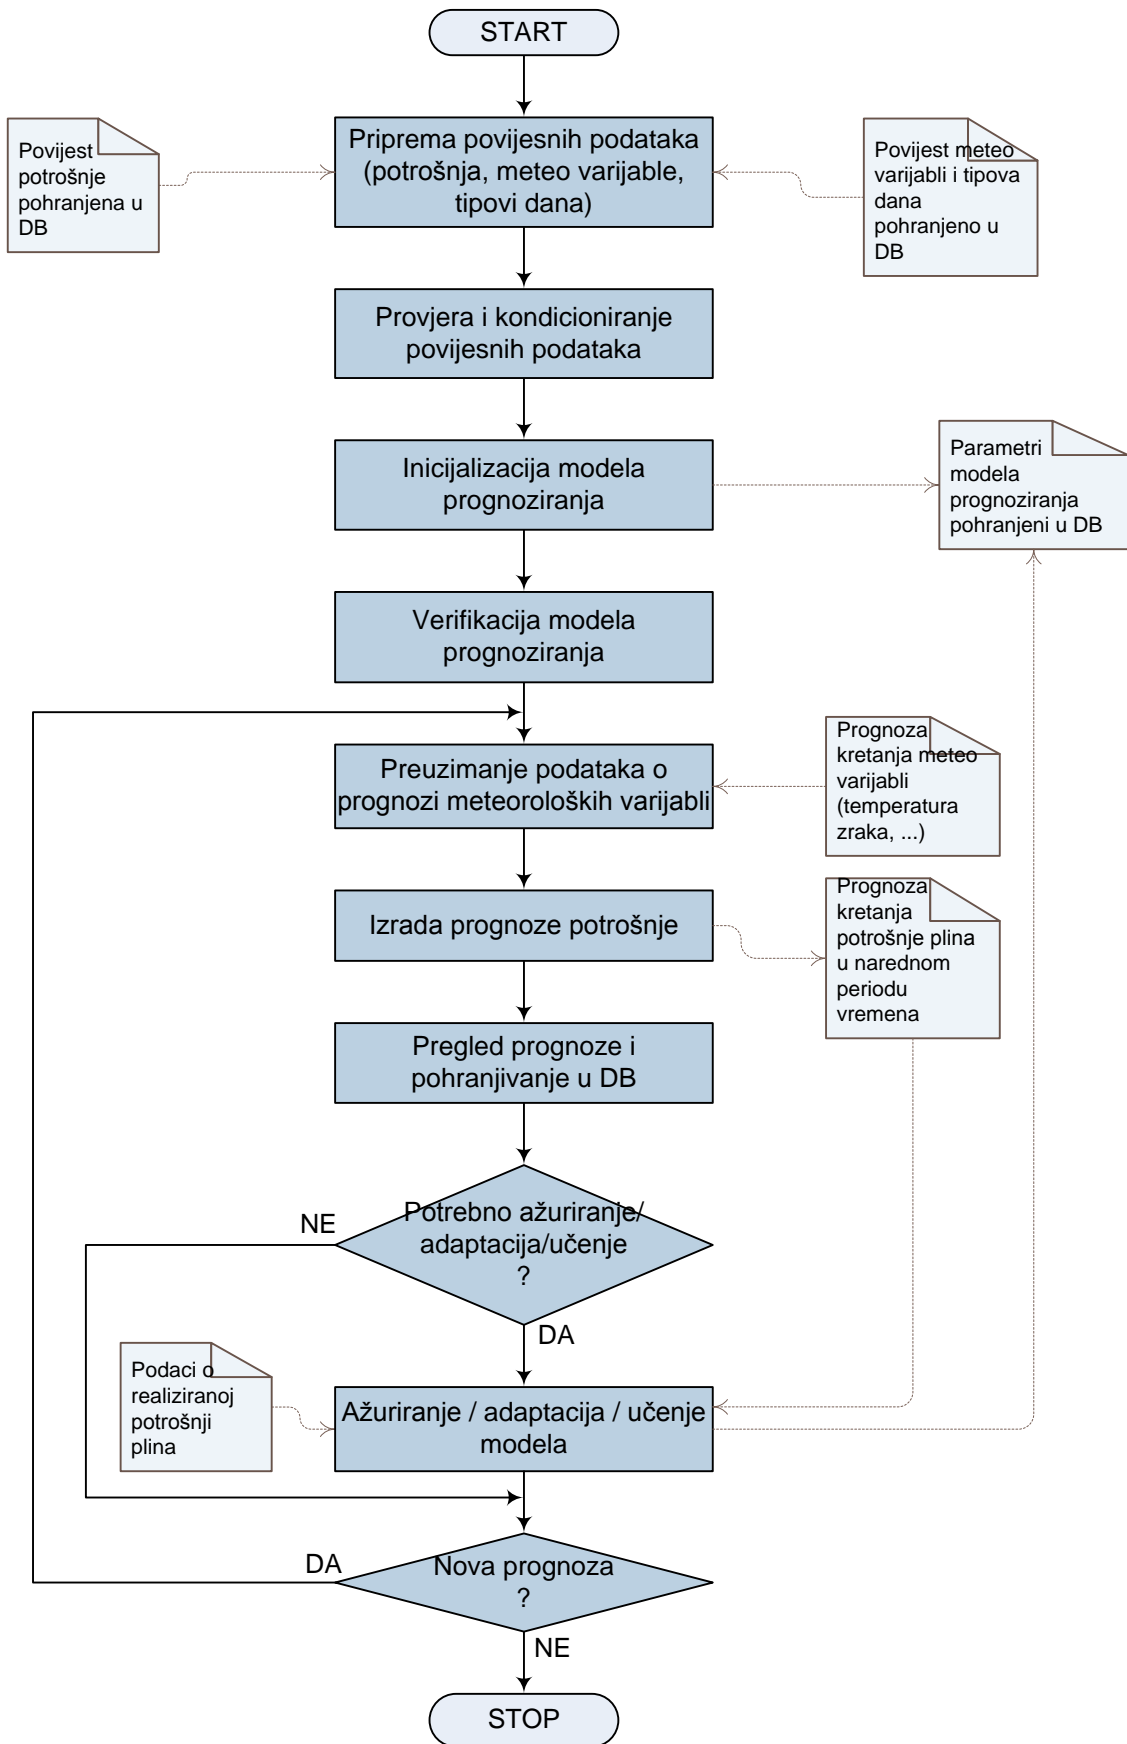 START
Povijest
potrošnje
pohranjena u
DB
Priprema povijesnih podataka
(potrošnja, meteo varijable,
tipovi dana)
Povijest meteo
varijabli i tipova
dana
pohranjeno u
DB
Provjera i kondicioniranje
povijesnih podataka
Inicijalizacija modela
prognoziranja
Parametri
modela
prognoziranja
pohranjeni u DB
Verifikacija modela
prognoziranja
Preuzimanje podataka o
prognozi meteoroloških varijabli
Prognoza
kretanja meteo
varijabli
(temperatura
zraka, ...)
Izrada prognoze potrošnje
Prognoza
kretanja
potrošnje plina
u narednom
periodu
vremena
Pregled prognoze i
pohranjivanje u DB
NE
Potrebno ažuriranje/
adaptacija/učenje
?
DA
Podaci o
realiziranoj
potrošnji
plina
Ažuriranje / adaptacija / učenje
modela
DA
Nova prognoza
?
NE
STOP